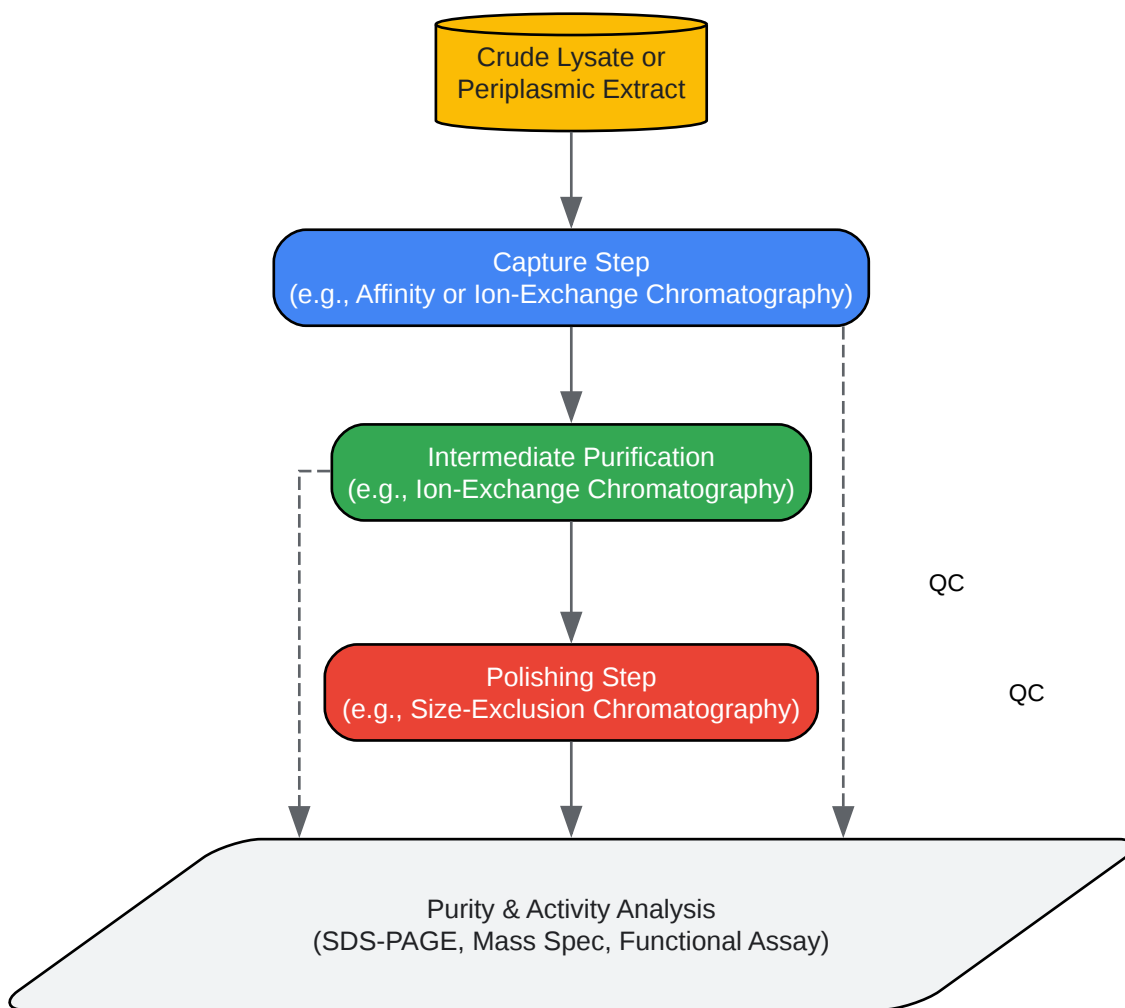 Crude Lysate or
Periplasmic Extract
Capture Step
(e.g., Affinity or Ion-Exchange Chromatography)
Intermediate Purification
(e.g., Ion-Exchange Chromatography)
QC
Polishing Step
(e.g., Size-Exclusion Chromatography)
QC
Purity & Activity Analysis
(SDS-PAGE, Mass Spec, Functional Assay)